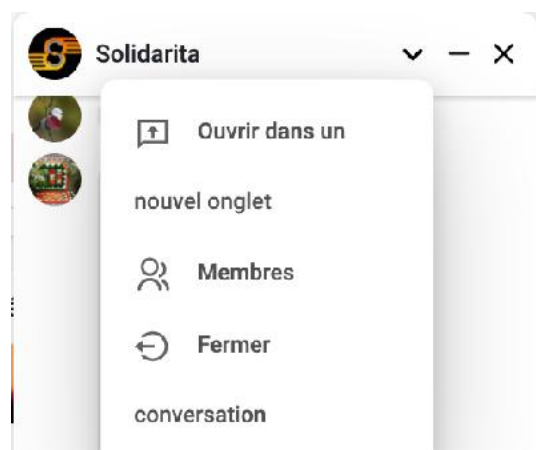 Solidarita
Ouvrir dans un
nouvel onglet
Membres
Fermer
conversation